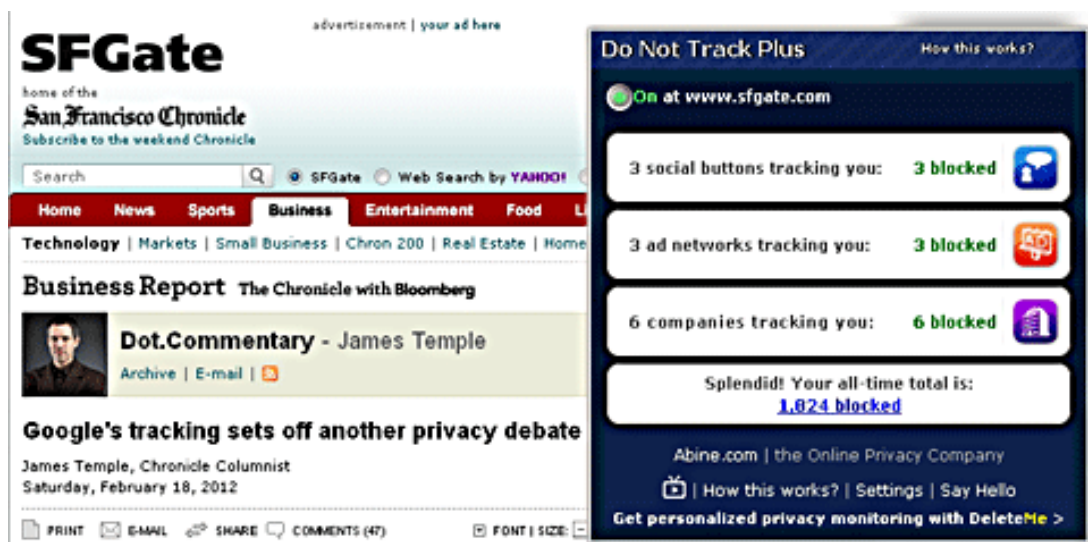 advertisement | your ad here
SFGate
home of the
San Francisco Chronicle
Subscribe to the weekend Chronicle
Search
SFGate
Web Search by YAHOO!
Home
News
Sports
Business
Entertainment
Food
Technology | Markets | Small Business | Chron 200 | Real Estate | Home
Business Report The Chronicle with Bloomberg
Dot.Commentary - James Temple
Archive | E-mail |
Google's tracking sets off another privacy debate
James Temple, Chronicle Columnist
Saturday, February 18, 2012
PRINT
E-MAIL
SHARE
COMMENTS (47)
FONT | SIZE:
Do Not Track Plus
How this works?
On at www.sfgate.com
3 social buttons tracking you: 3 blocked
3 ad networks tracking you: 3 blocked
AD
6 companies tracking you: 6 blocked
Splendid! Your all-time total is:
1,824 blocked
Abine.com | the Online Privacy Company
| How this works? | Settings | Say Hello
Get personalized privacy monitoring with DeleteMe >